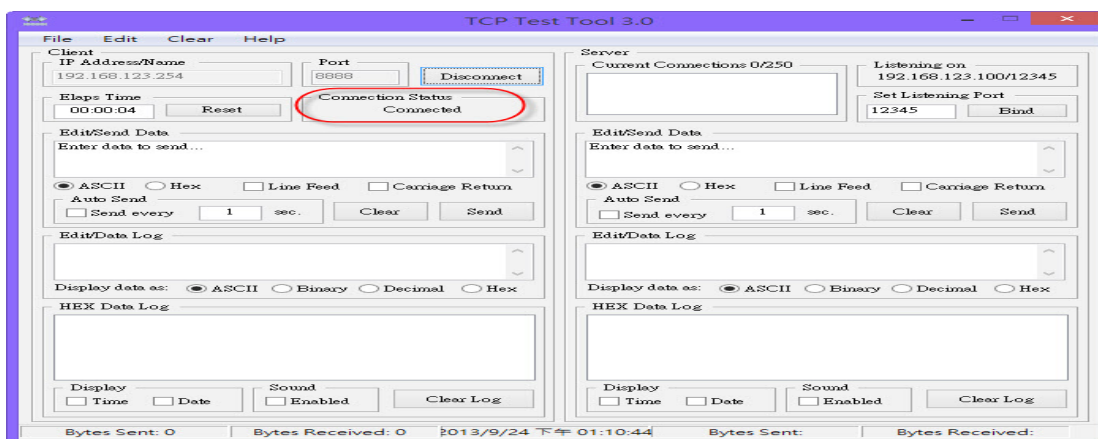 TCP Test Tool 3.0
File Edit Clear Help
Client
IP Address/Name
192.168.123.254
Port
8888
Disconnect
Elaps Time
00:00:04
Reset
Connection Status
Connected
Edit/Send Data
Enter data to send...
ASCII Hex Line Feed Carriage Return
Auto Send
Send every 1 sec. Clear Send
Edit/Data Log
Display data as: ASCII Binary Decimal Hex
HEX Data Log
Display
Time Date
Sound
Enabled
Clear Log
Server
Current Connections 0/250
Listening on
192.168.123.100/12345
Set Listening Port
12345
Bind
Edit/Send Data
Enter data to send...
ASCII Hex Line Feed Carriage Return
Auto Send
Send every 1 sec. Clear Send
Edit/Data Log
Display data as: ASCII Binary Decimal Hex
HEX Data Log
Display
Time Date
Sound
Enabled
Clear Log
Bytes Sent: 0 Bytes Received: 0 2013/9/24 下午 01:10:44 Bytes Sent: Bytes Received: